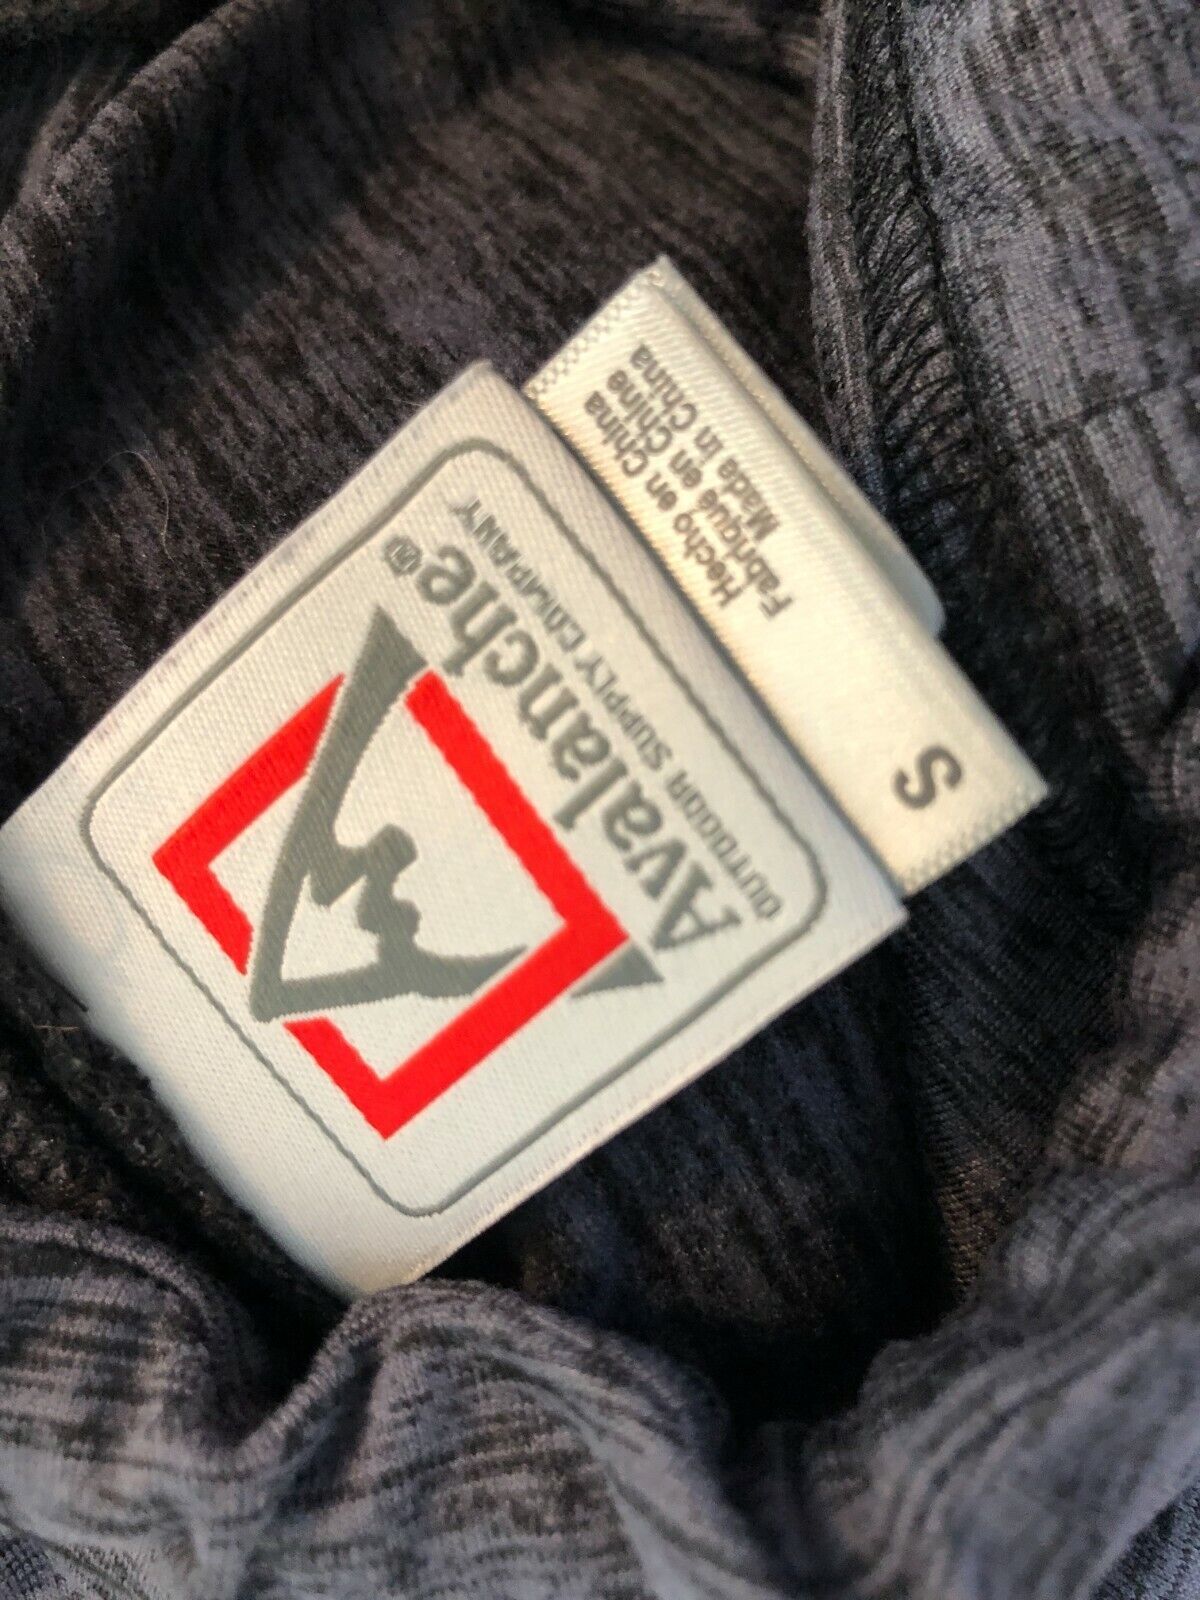 Avalanche®
OUTDOOR SUPPLY COMPANY
S
Hecho en China
Fabriqué en Chine
Made in China